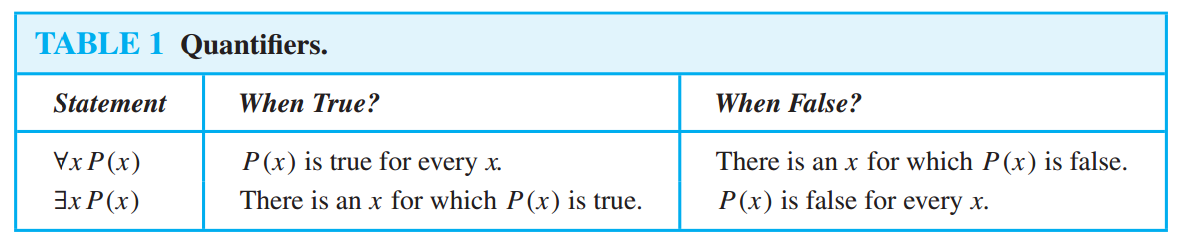 TABLE 1 Quantifiers.
Statement When True? When False?
∀x P(x) P(x) is true for every x. There is an x for which P(x) is false.
∃x P(x) There is an x for which P(x) is true. P(x) is false for every x.